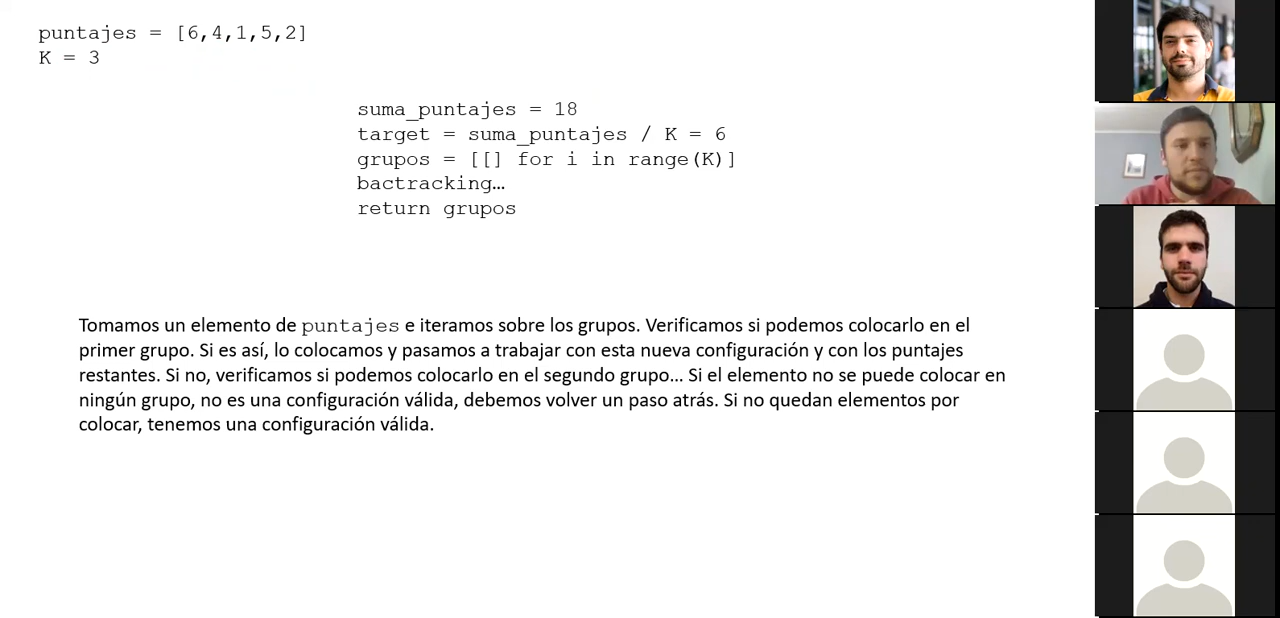 puntajes = [6,4,1,5,2]
K = 3
suma_puntajes = 18
target = suma_puntajes / K = 6
grupos = [[] for i in range(K)]
bactracking…
return grupos
Tomamos un elemento de puntajes e iteramos sobre los grupos. Verificamos si podemos colocarlo en el
primer grupo. Si es así, lo colocamos y pasamos a trabajar con esta nueva configuración y con los puntajes
restantes. Si no, verificamos si podemos colocarlo en el segundo grupo… Si el elemento no se puede colocar en
ningún grupo, no es una configuración válida, debemos volver un paso atrás. Si no quedan elementos por
colocar, tenemos una configuración válida.